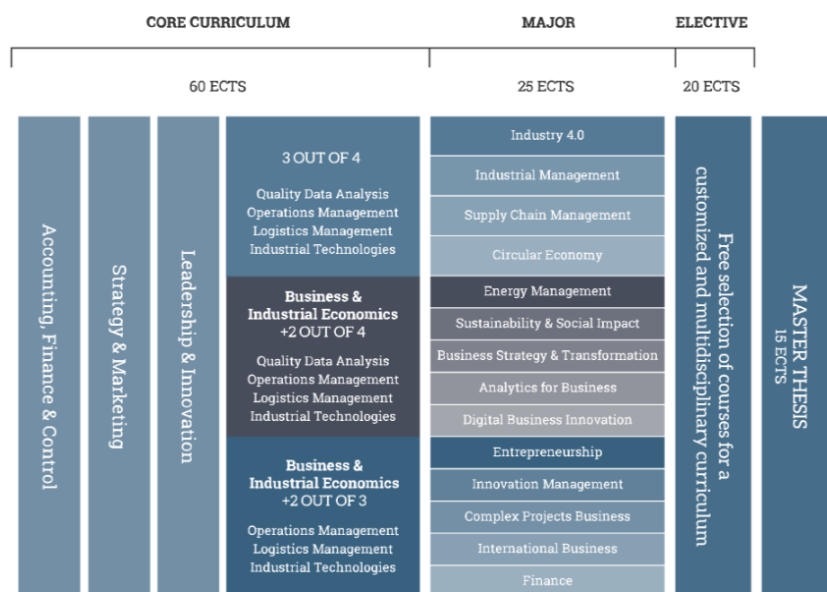 CORE CURRICULUM
MAJOR
ELECTIVE
60 ECTS
25 ECTS
20 ECTS
Accounting, Finance & Control
Strategy & Marketing
Leadership & Innovation
3 OUT OF 4
Quality Data Analysis
Operations Management
Logistics Management
Industrial Technologies
Business &
Industrial Economics
+2 OUT OF 4
Quality Data Analysis
Operations Management
Logistics Management
Industrial Technologies
Business &
Industrial Economics
+2 OUT OF 3
Operations Management
Logistics Management
Industrial Technologies
Industry 4.0
Industrial Management
Supply Chain Management
Circular Economy
Energy Management
Sustainability & Social Impact
Business Strategy & Transformation
Analytics for Business
Digital Business Innovation
Entrepreneurship
Innovation Management
Complex Projects Business
International Business
Finance
Free selection of courses for a
customized and multidisciplinary curriculum
MASTER THESIS
15 ECTS